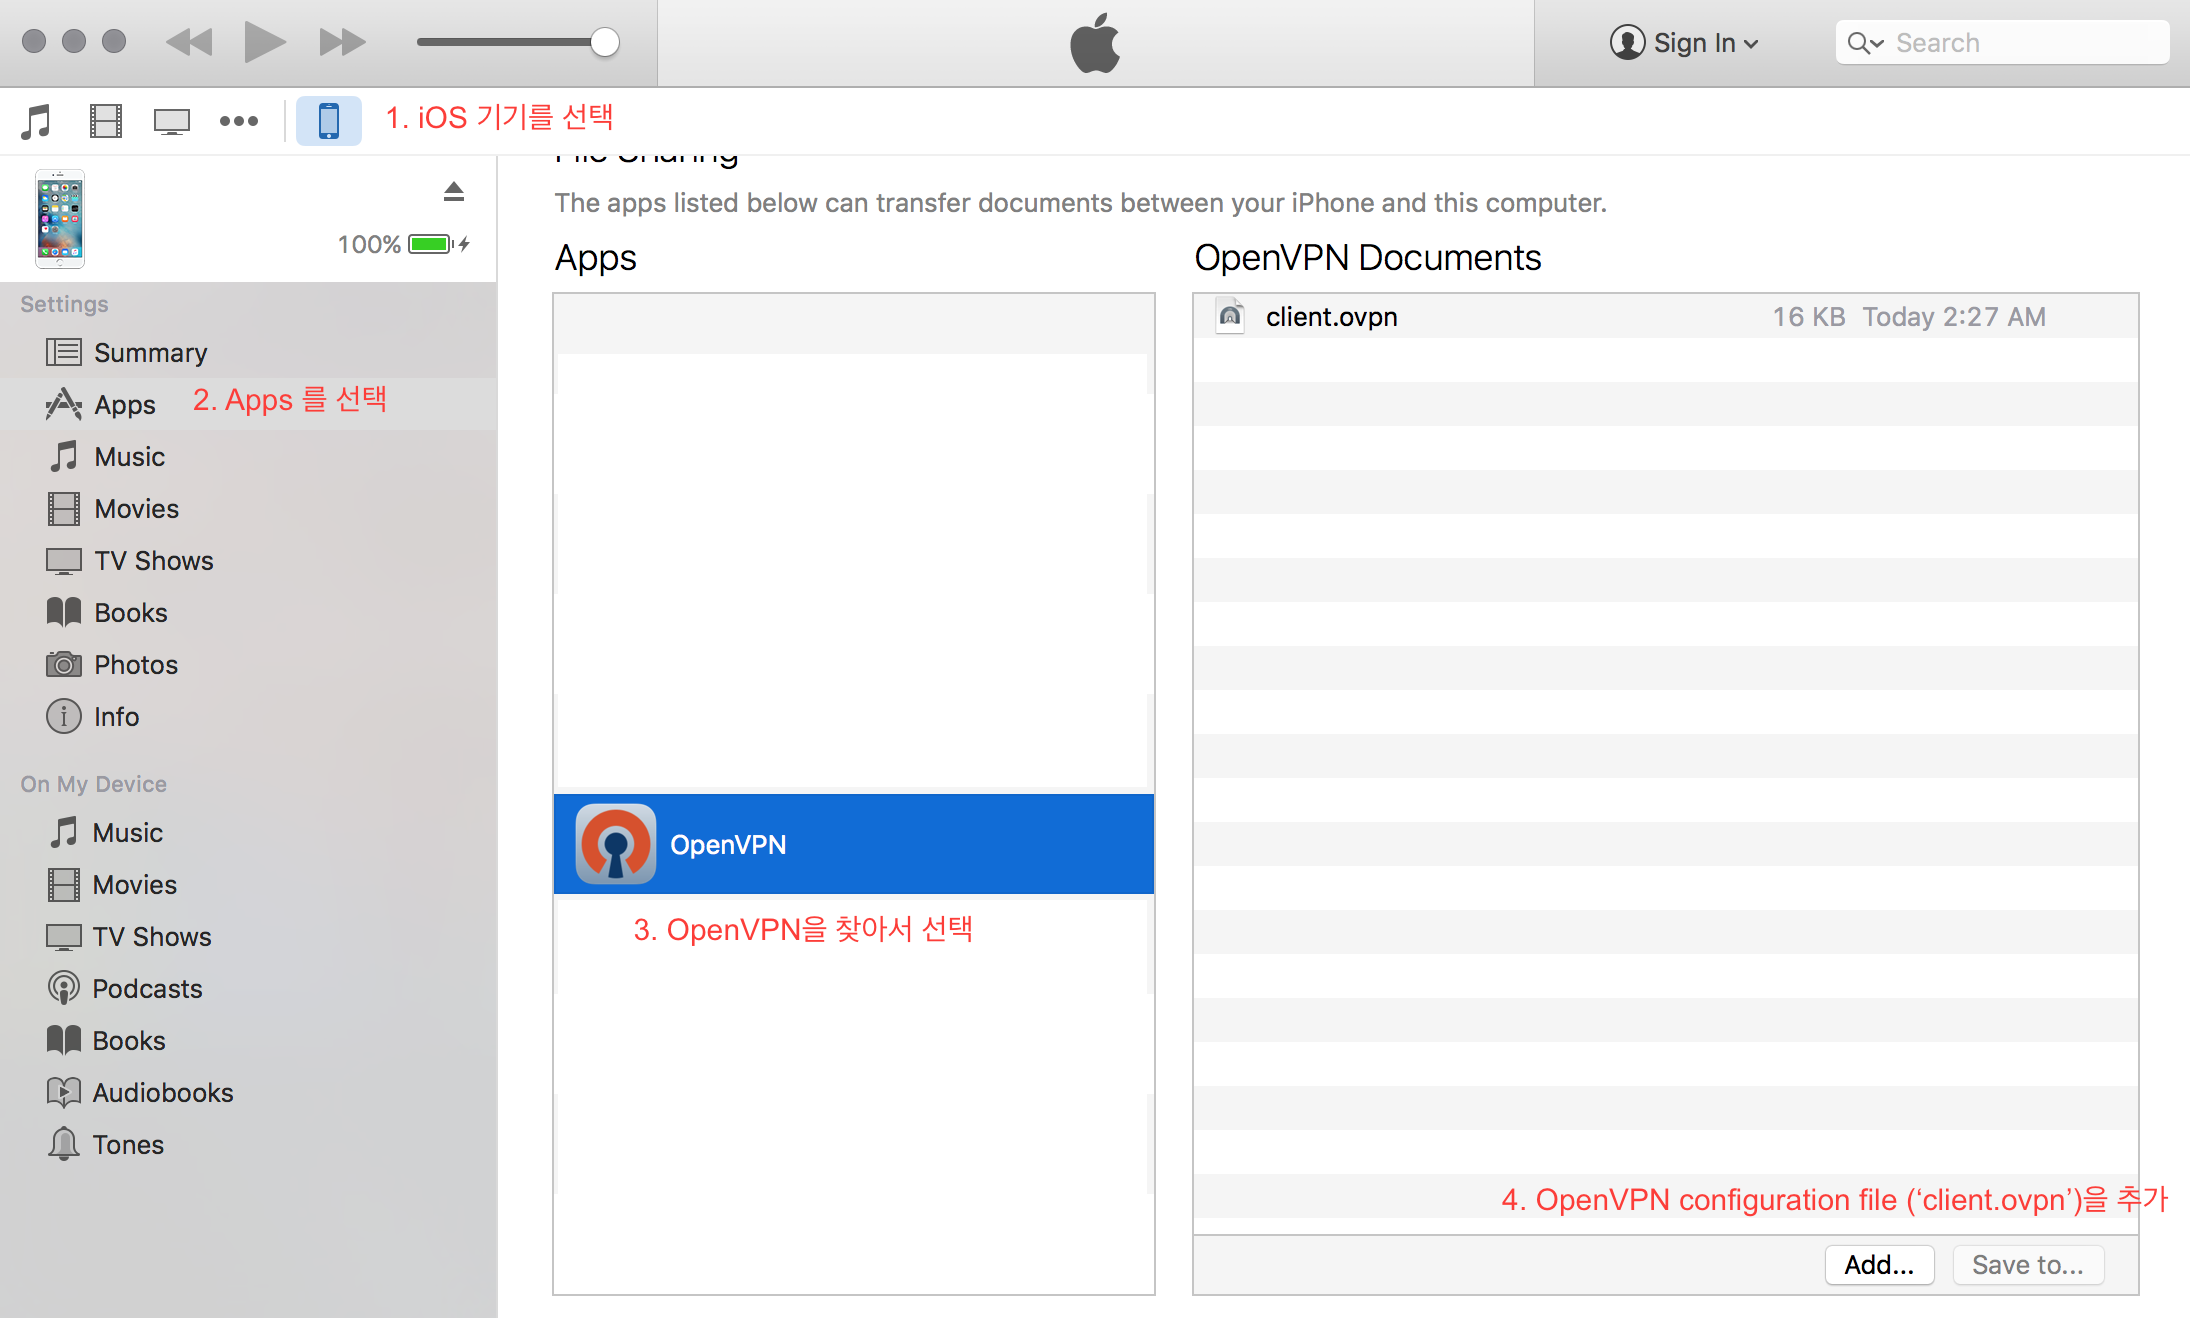 Sign In
Search
1. iOS 기기를 선택
File Sharing
The apps listed below can transfer documents between your iPhone and this computer.
100%
Apps
OpenVPN Documents
Settings
Summary
Apps
2. Apps 를 선택
Music
Movies
TV Shows
Books
Photos
Info
On My Device
Music
Movies
TV Shows
Podcasts
Books
Audiobooks
Tones
OpenVPN
3. OpenVPN을 찾아서 선택
client.ovpn 16 KB Today 2:27 AM
4. OpenVPN configuration file (‘client.ovpn’)을 추가
Add...
Save to...